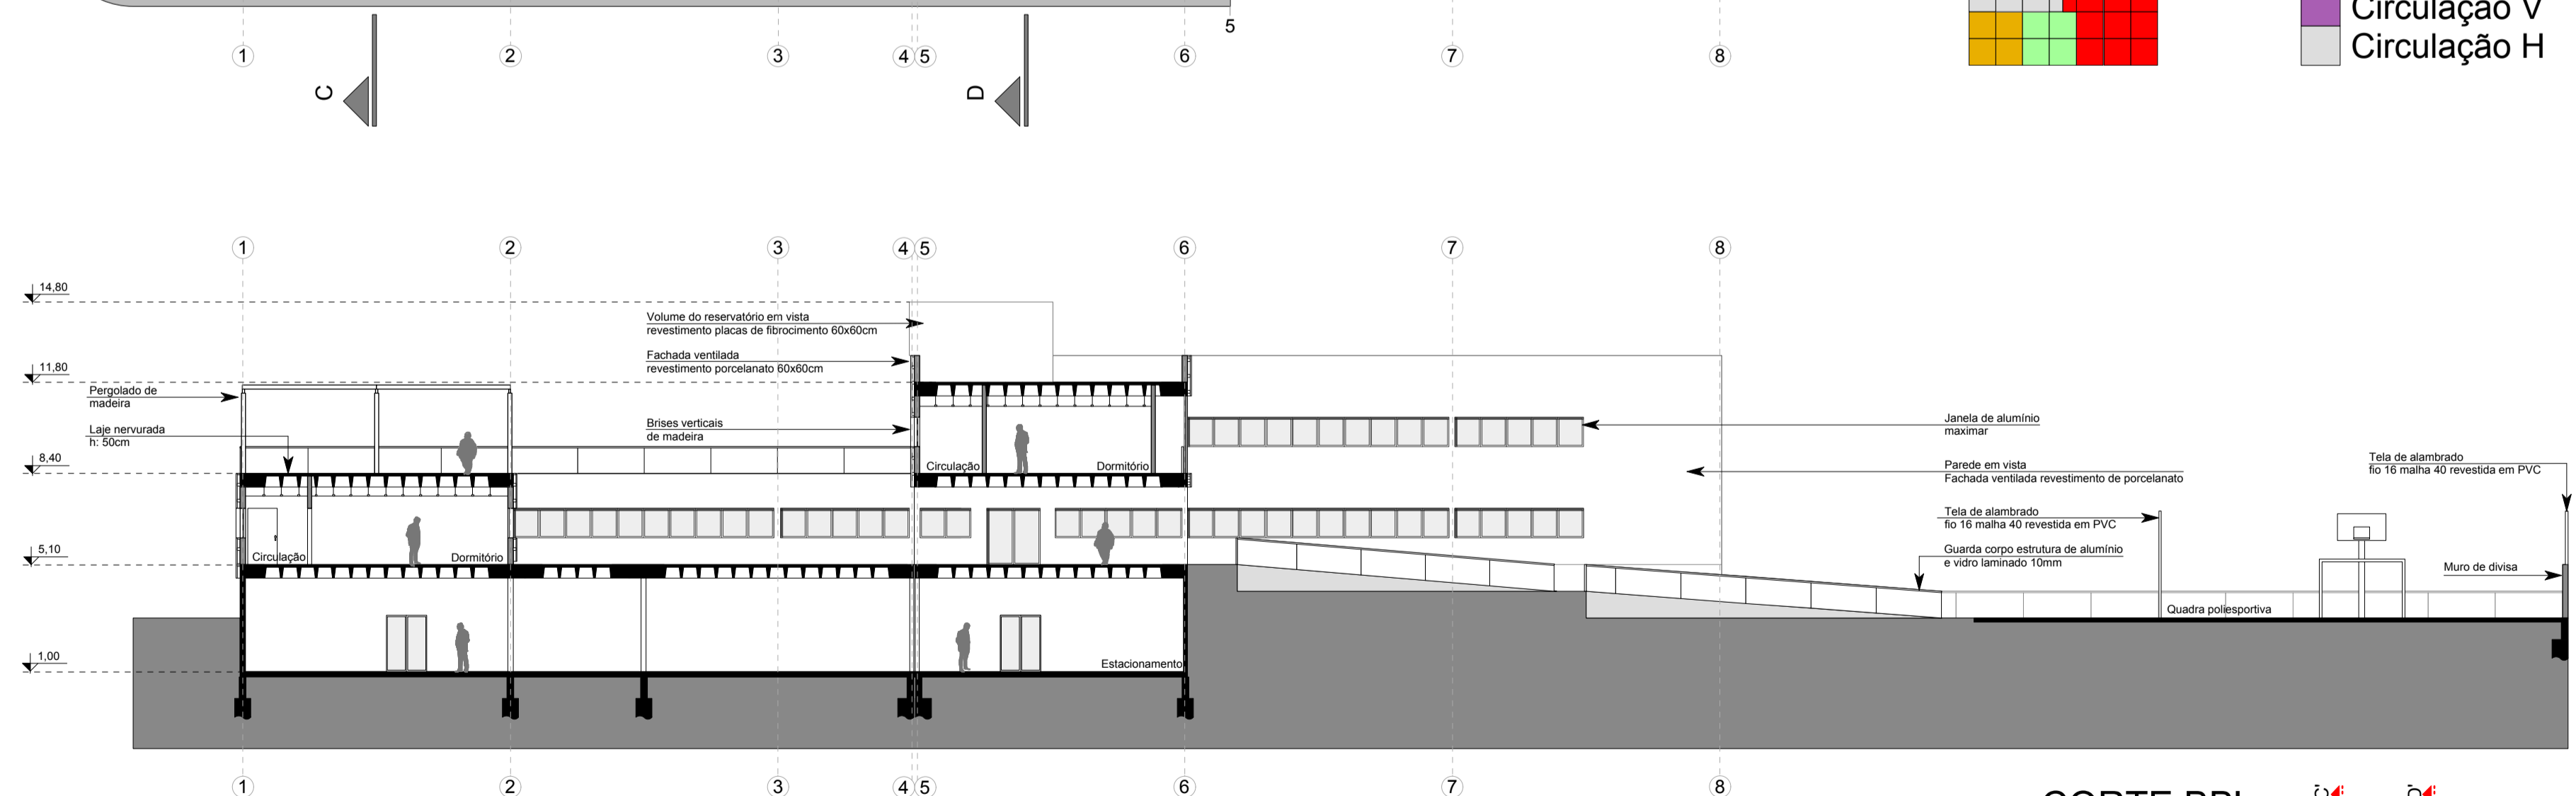 Circulação V
Circulação H
5
1 2 3 4 5 6 7 8
C
D
1 2 3 4 5 6 7 8
14,80
11,80
8,40
5,10
1,00
Pergolado de
madeira
Laje nervurada
h: 50cm
Volume do reservatório em vista
revestimento placas de fibrocimento 60x60cm
Fachada ventilada
revestimento porcelanato 60x60cm
Brises verticais
de madeira
Circulação
Dormitório
Circulação
Dormitório
Estacionamento
Janela de alumínio
maximar
Parede em vista
Fachada ventilada revestimento de porcelanato
Tela de alambrado
fio 16 malha 40 revestida em PVC
Guarda corpo estrutura de alumínio
e vidro laminado 10mm
Tela de alambrado
fio 16 malha 40 revestida em PVC
Muro de divisa
Quadra poliesportiva
1 2 3 4 5 6 7 8